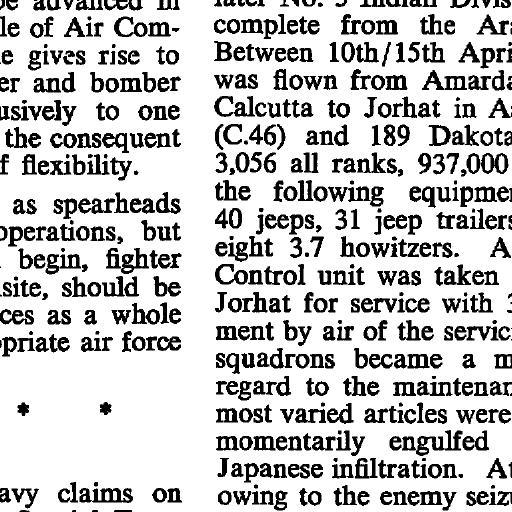 be advanced in
le of Air Com-
e gives rise to
er and bomber
usively to one
the consequent
f flexibility.
as spearheads
operations, but
begin, fighter
site, should be
ces as a whole
priate air force
* *
avy claims on
later No. 5 Indian Divis
complete from the Ara
Between 10th/15th Apri
was flown from Amarda
Calcutta to Jorhat in A
(C.46) and 189 Dakota
3,056 all ranks, 937,000
the following equipme
40 jeeps, 31 jeep trailers
eight 3.7 howitzers. A
Control unit was taken
Jorhat for service with 3
ment by air of the servic
squadrons became a m
regard to the maintenan
most varied articles were
momentarily engulfed
Japanese infiltration. At
owing to the enemy seizu